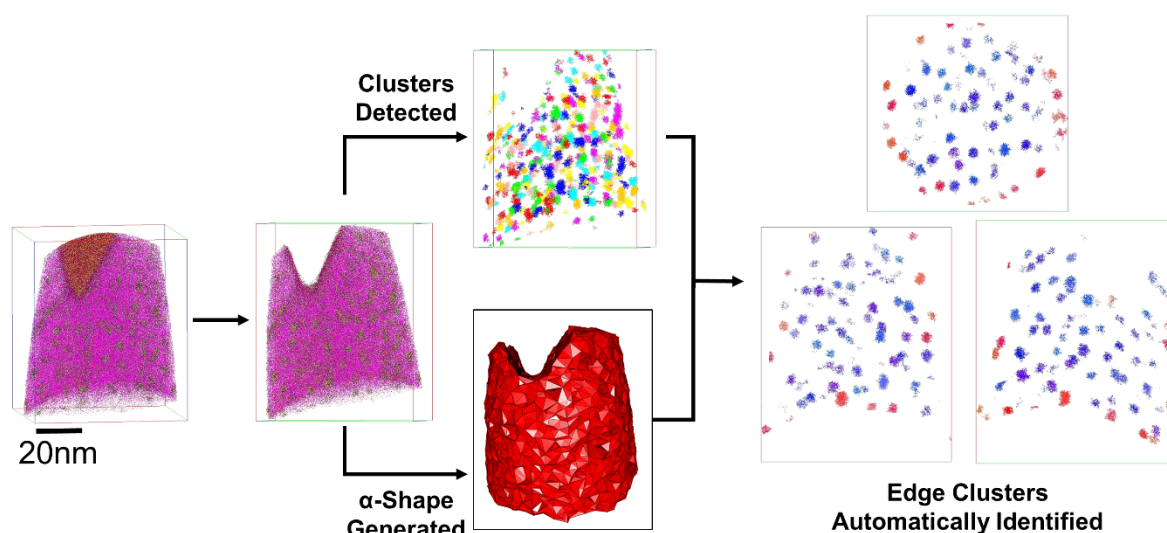 Clusters
Detected
20nm
α-Shape
Generated
Edge Clusters
Automatically Identified